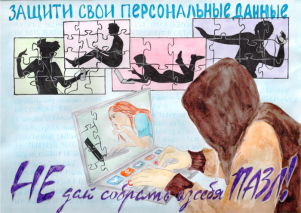 ЗАЩИТИ СВОИ ПЕРСОНАЛЬНЫЕ ДАННЫЕ
НЕ дай собрать из себя ПАЗЛ!